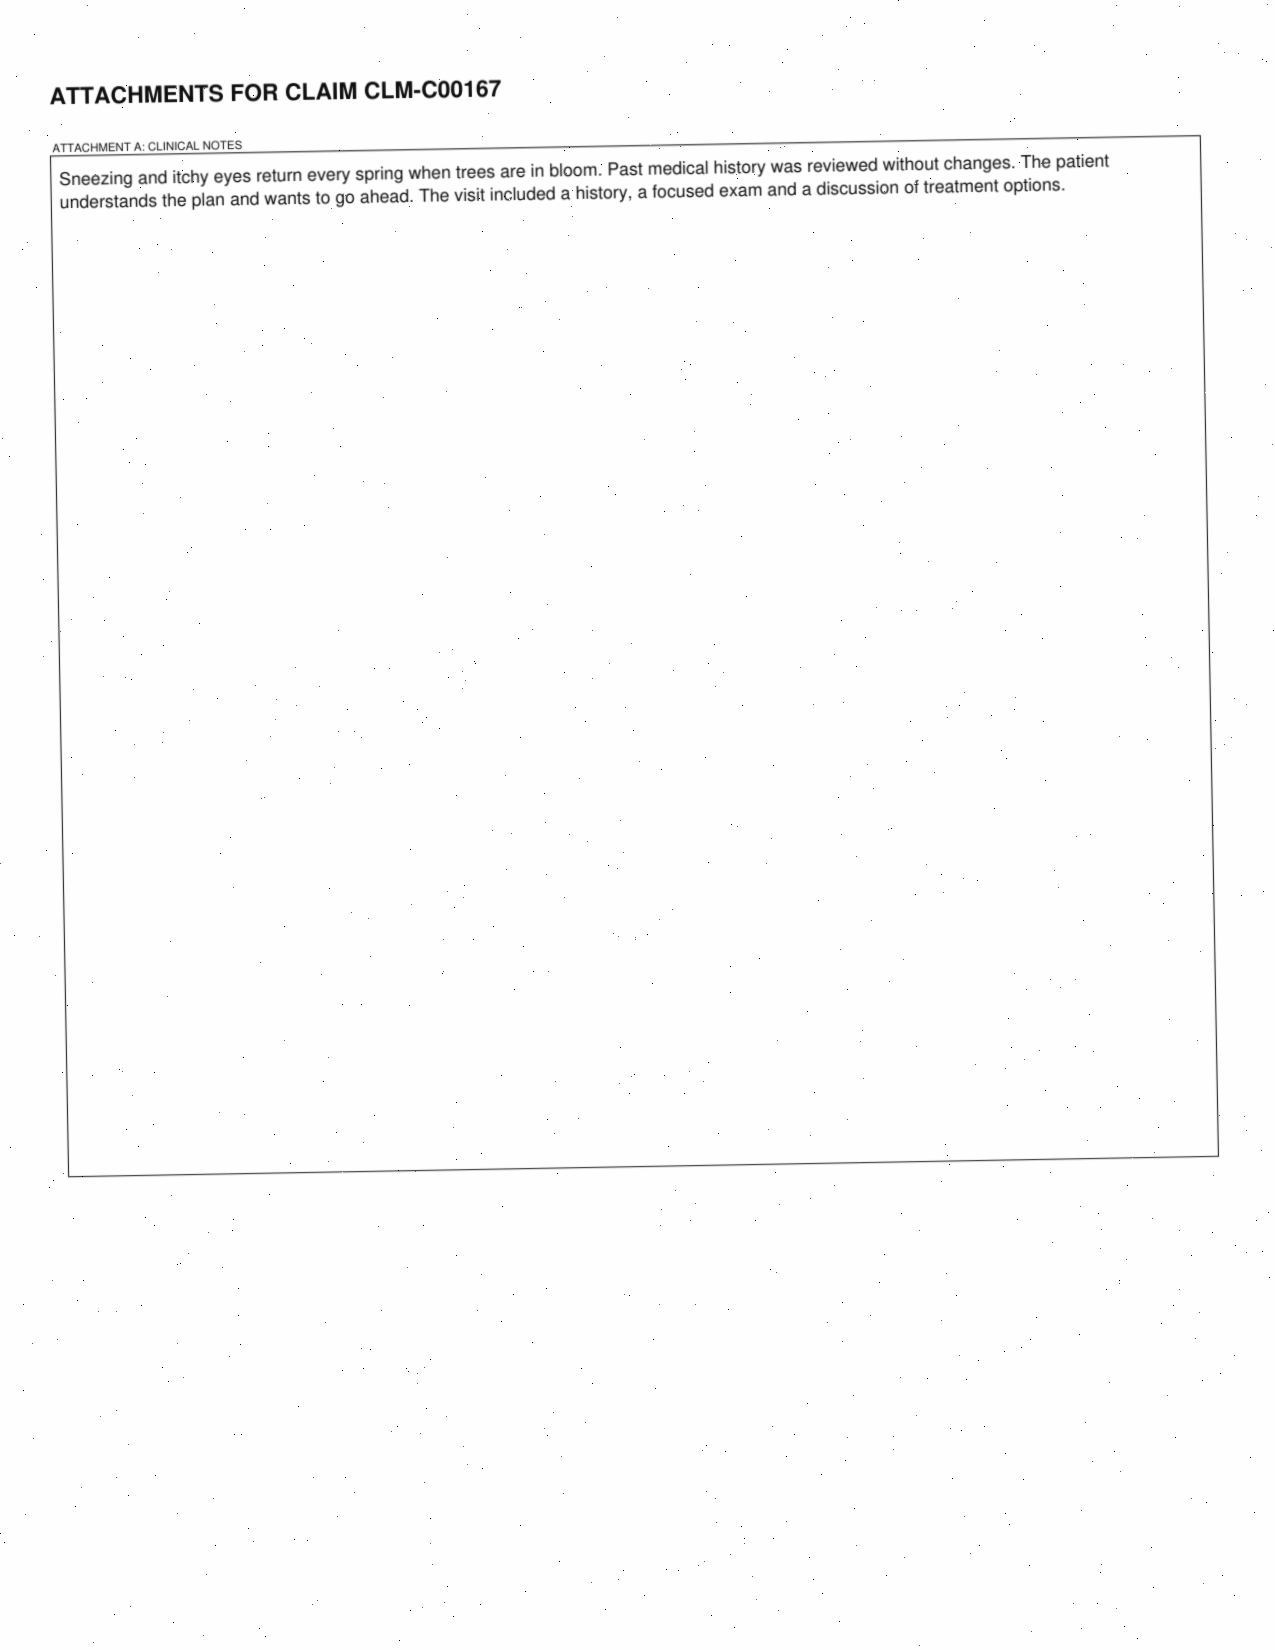 ATTACHMENTS FOR CLAIM CLM-C00167
ATTACHMENT A: CLINICAL NOTES
Sneezing and itchy eyes return every spring when trees are in bloom. Past medical history was reviewed without changes. The patient
understands the plan and wants to go ahead. The visit included a history, a focused exam and a discussion of treatment options.